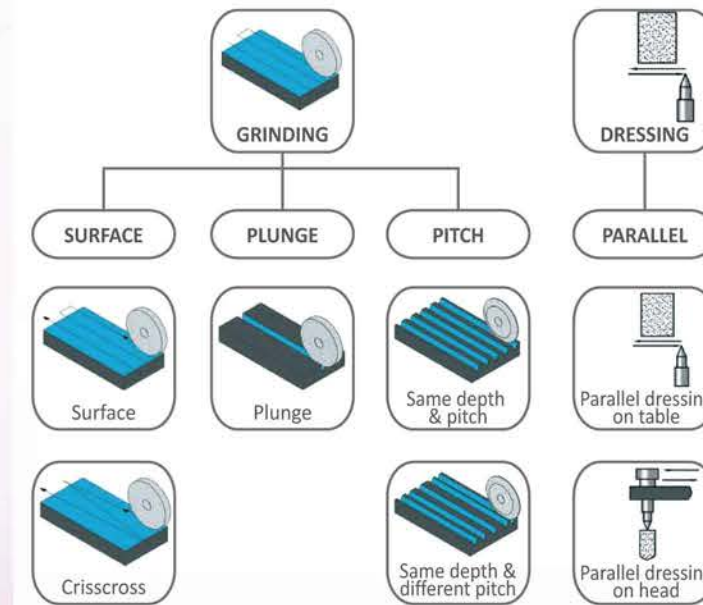 GRINDING
DRESSING
SURFACE
PLUNGE
PITCH
PARALLEL
Surface
Plunge
Same depth
& pitch
Parallel dressin
on table
Crisscross
Same depth &
different pitch
Parallel dressin
on head